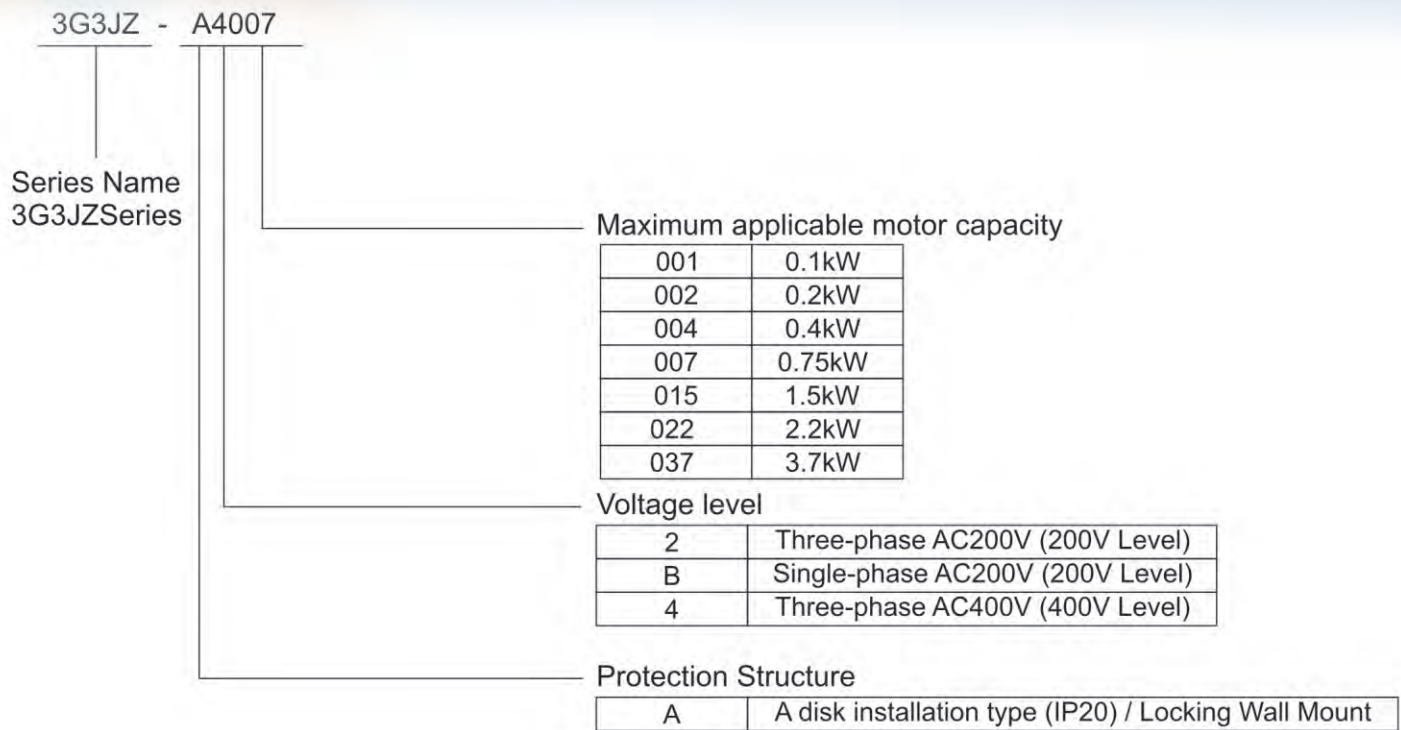 3G3JZ - A4007
Series Name
3G3JZSeries
Maximum applicable motor capacity
001 0.1kW
002 0.2kW
004 0.4kW
007 0.75kW
015 1.5kW
022 2.2kW
037 3.7kW
Voltage level
2 Three-phase AC200V (200V Level)
B Single-phase AC200V (200V Level)
4 Three-phase AC400V (400V Level)
Protection Structure
A A disk installation type (IP20) / Locking Wall Mount